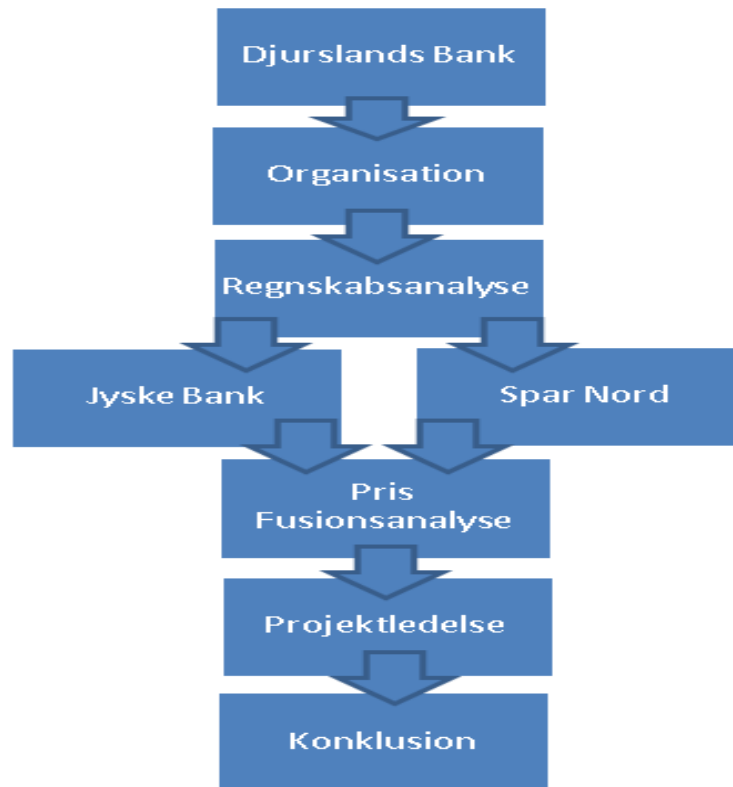 Djurslands Bank
Organisation
Regnskabsanalyse
Jyske Bank
Spar Nord
Pris
Fusionsanalyse
Projektledelse
Konklusion